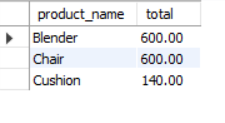 product_name total
Blender 600.00
Chair 600.00
Cushion 140.00